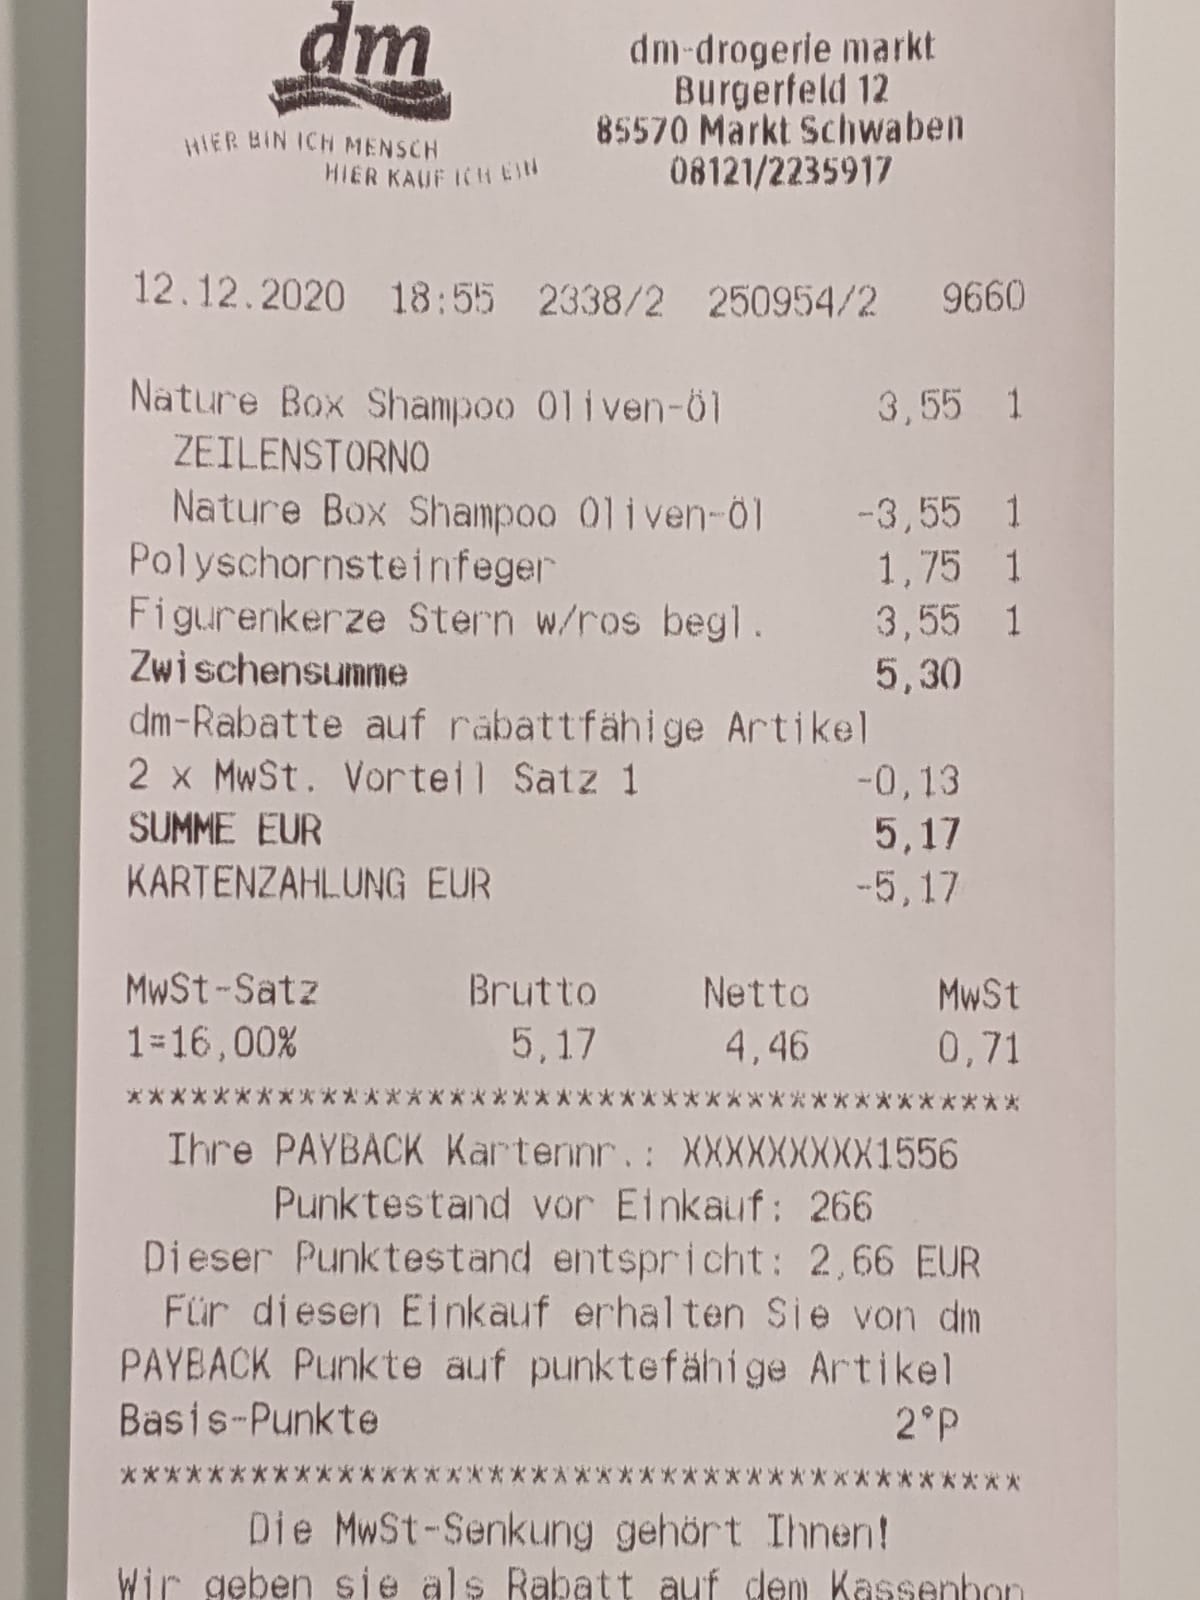 dm
HIER BIN ICH MENSCH
HIER KAUF ICH EIN
dm-drogerie markt
Burgerfeld 12
85570 Markt Schwaben
08121/2235917
12.12.2020 18:55 2338/2 250954/2 9660
Nature Box Shampoo Oliven-Öl 3,55 1
ZEILENSTORNO
Nature Box Shampoo Oliven-Öl -3,55 1
Polyschornsteinfeger 1,75 1
Figurenkerze Stern w/ros begl. 3,55 1
Zwischensumme 5,30
dm-Rabatte auf rabattfähige Artikel
2 x MwSt. Vorteil Satz 1 -0,13
SUMME EUR 5,17
KARTENZAHLUNG EUR -5,17
MwSt-Satz Brutto Netto MwSt
1=16,00% 5,17 4,46 0,71
******************************************
Ihre PAYBACK Kartennr.: XXXXXXXXX1556
Punktestand vor Einkauf: 266
Dieser Punktestand entspricht: 2,66 EUR
Für diesen Einkauf erhalten Sie von dm
PAYBACK Punkte auf punktefähige Artikel
Basis-Punkte 2°P
******************************************
Die MwSt-Senkung gehört Ihnen!
Wir geben sie als Rabatt auf dem Kassenbon